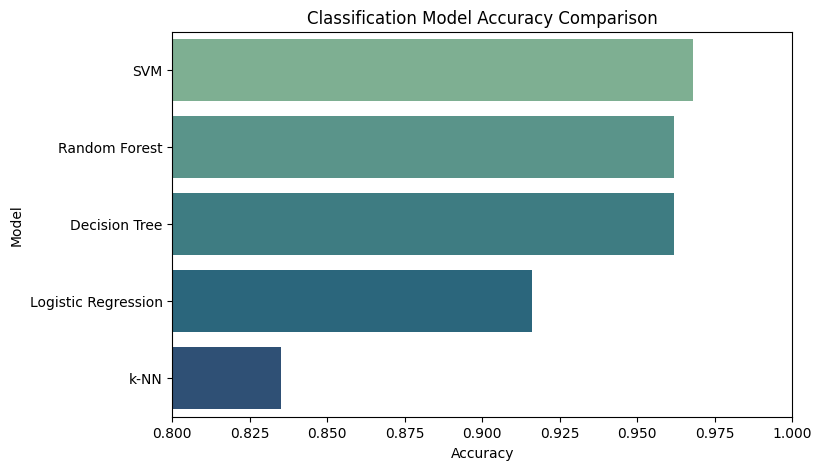 Classification Model Accuracy Comparison
Model
SVM
Random Forest
Decision Tree
Logistic Regression
k-NN
0.800 0.825 0.850 0.875 0.900 0.925 0.950 0.975 1.000
Accuracy